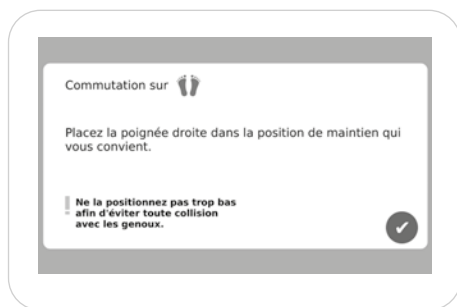 Commutation sur
Placez la poignée droite dans la position de maintien qui
vous convient.
Ne la positionnez pas trop bas
afin d'éviter toute collision
avec les genoux.